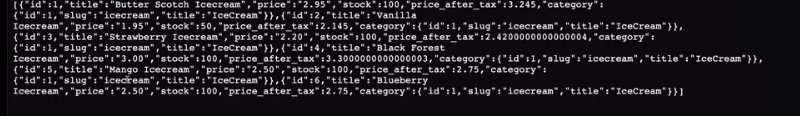 [{"id":1,"title":"Butter Scotch Icecream","price":"2.95","stock":100,"price_after_tax":3.245,"category":
{"id":1,"slug":"icecream","title":"IceCream"}},{"id":2,"title":"Vanilla
Icecream","price":"1.95","stock":50,"price_after_tax":2.145,"category":{"id":1,"slug":"icecream","title":"IceCream"}},
{"id":3,"title":"Strawberry Icecream","price":"2.20","stock":100,"price_after_tax":2.4200000000000004,"category":
{"id":1,"slug":"icecream","title":"IceCream"}},{"id":4,"title":"Black Forest
Icecream","price":"3.00","stock":100,"price_after_tax":3.3000000000000003,"category":{"id":1,"slug":"icecream","title":"IceCream"}},
{"id":5,"title":"Mango Icecream","price":"2.50","stock":100,"price_after_tax":2.75,"category":
{"id":1,"slug":"icecream","title":"IceCream"}},{"id":6,"title":"Blueberry
Icecream","price":"2.50","stock":100,"price_after_tax":2.75,"category":{"id":1,"slug":"icecream","title":"IceCream"}}]